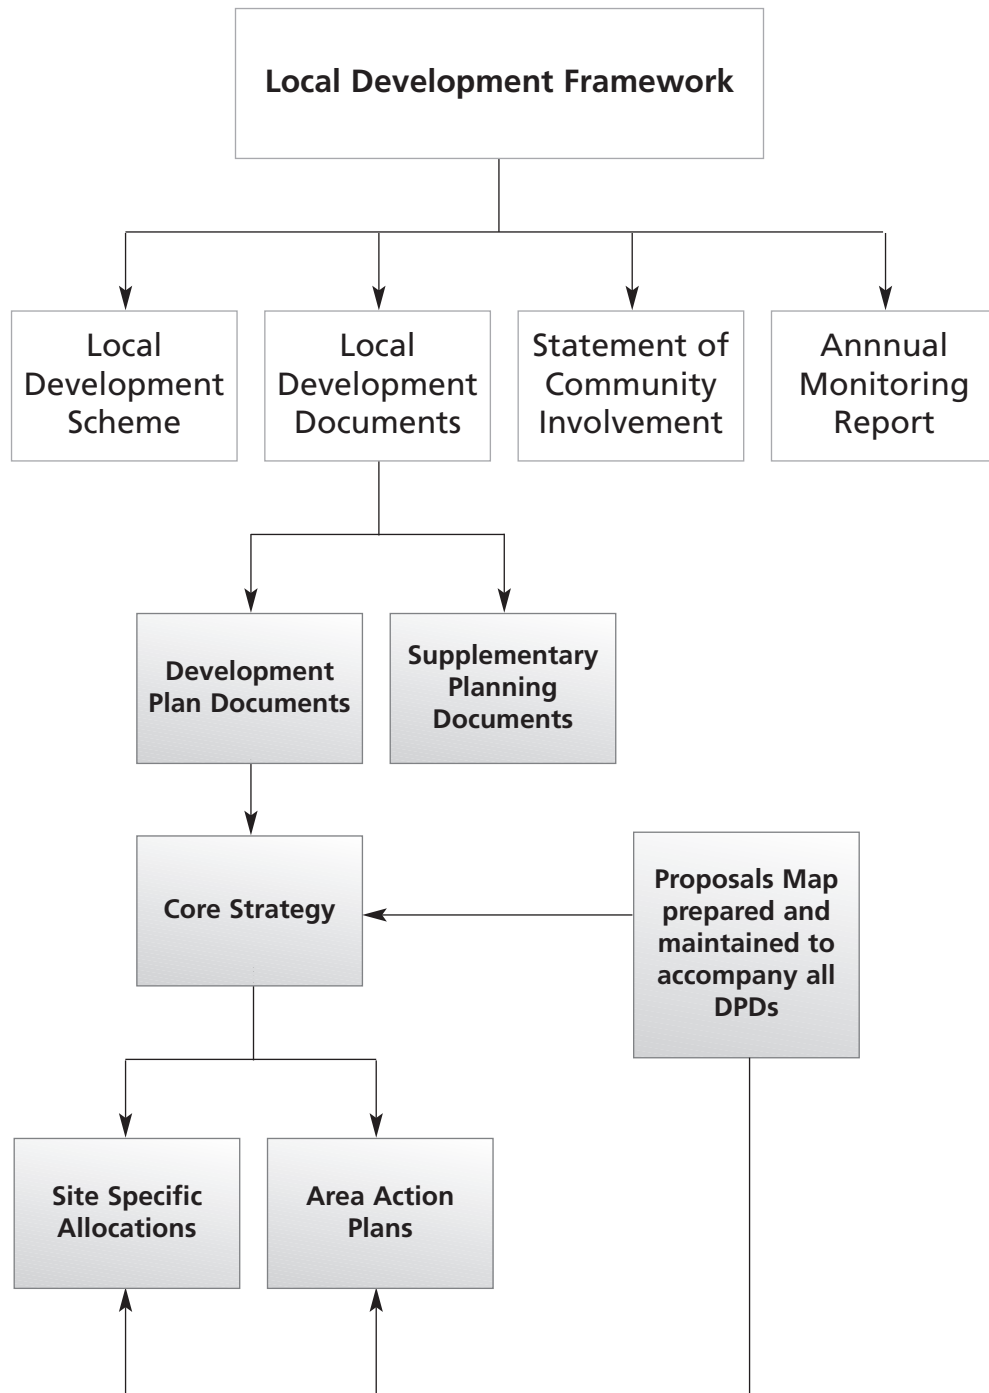 Local Development Framework
Local
Development
Scheme
Local
Development
Documents
Statement of
Community
Involvement
Annnual
Monitoring
Report
Development
Plan Documents
Supplementary
Planning
Documents
Core Strategy
Proposals Map
prepared and
maintained to
accompany all
DPDs
Site Specific
Allocations
Area Action
Plans